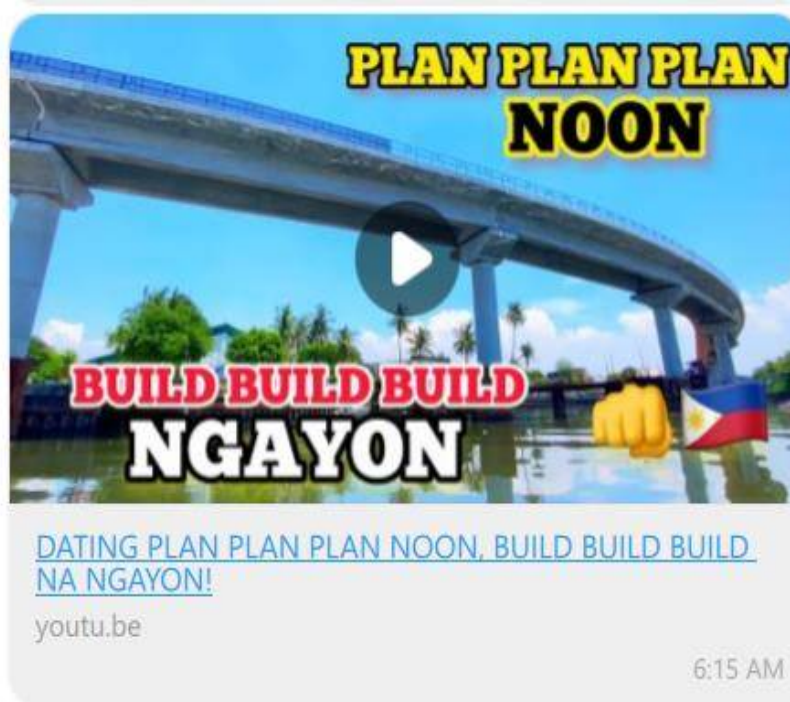 PLAN PLAN PLAN
NOON
BUILD BUILD BUILD
NGAYON
DATING PLAN PLAN PLAN NOON, BUILD BUILD BUILD
NA NGAYON!
youtu.be
6:15 AM